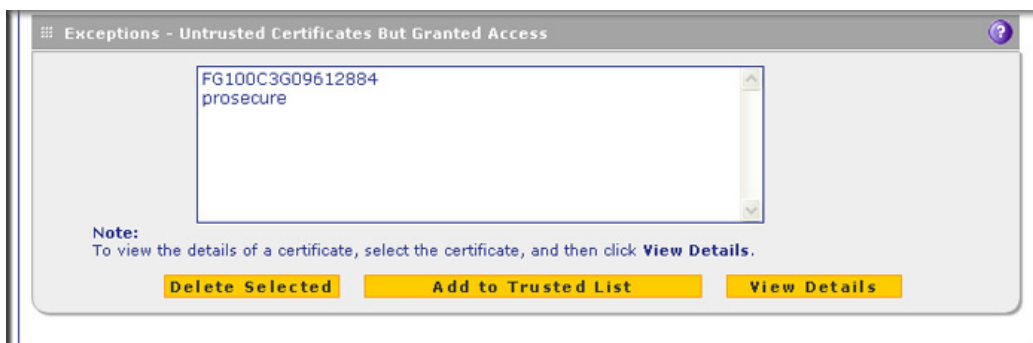 Exceptions - Untrusted Certificates But Granted Access
?
FG100C3G09612884
prosecure
Note:
To view the details of a certificate, select the certificate, and then click View Details.
Delete Selected
Add to Trusted List
View Details